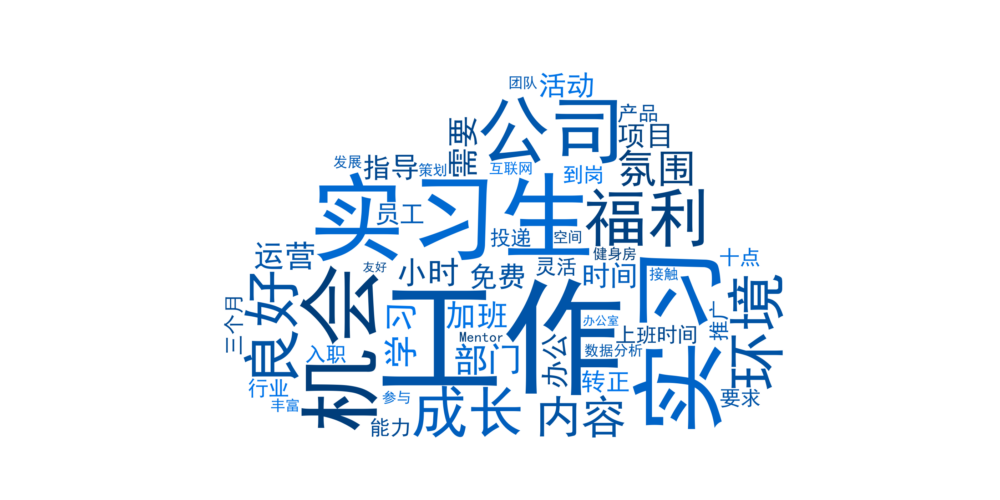 团队
活动
公司
产品
项目
需要
氛围
发展
指导
策划
互联网
到岗
实习生
员工
福利
投递
空间
运营
友好
小时
免费
灵活
时间
健身房
十点
接触
实习
良好
机会
工作
环境
三个月
学习
加班
Mentor
办公室
上班时间
推广
入职
部门
办公
数据分析
行业
丰富
参与
转正
要求
能力
成长
内容